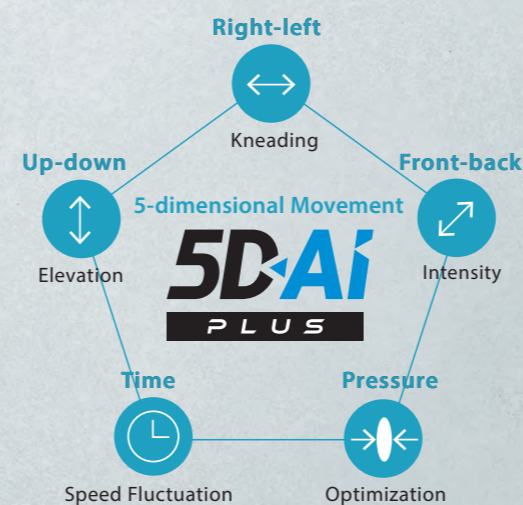 Right-left
Kneading
Up-down
Front-back
5-dimensional Movement
Elevation
Intensity
5D AI
PLUS
Time
Pressure
Speed Fluctuation
Optimization